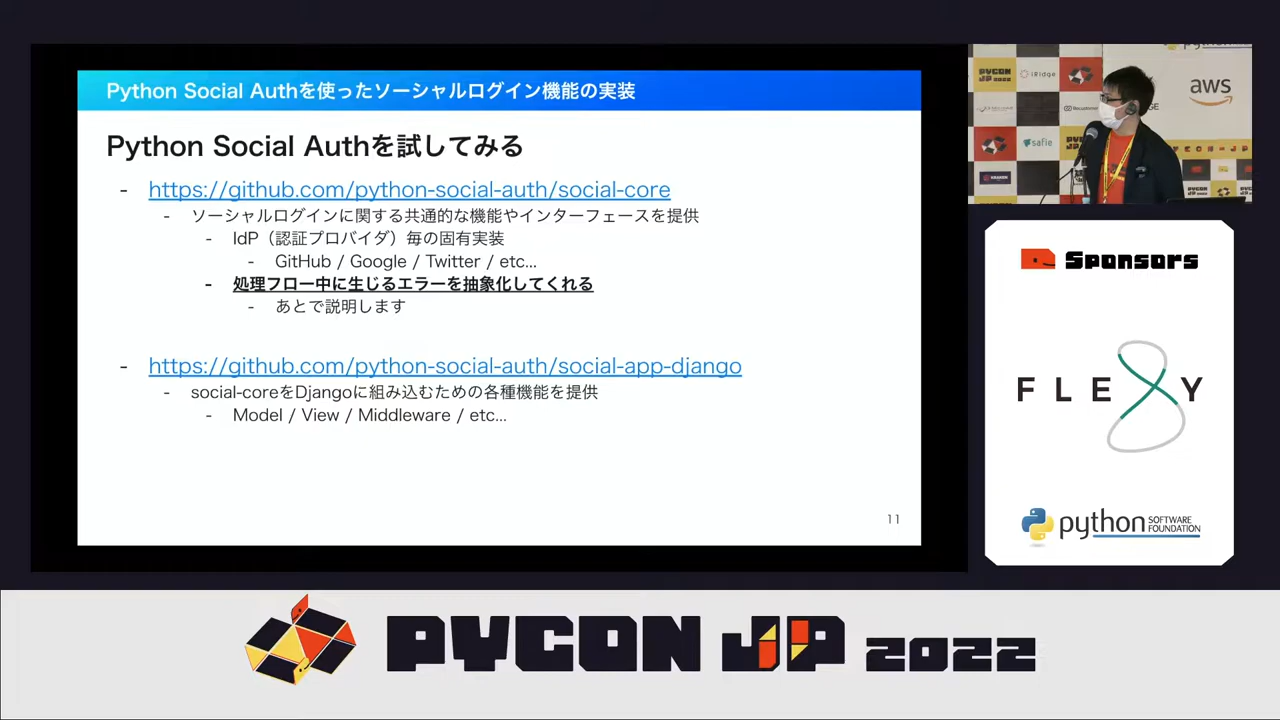 Python Social Authを使ったソーシャルログイン機能の実装
Python Social Authを試してみる
- https://github.com/python-social-auth/social-core
- ソーシャルログインに関する共通的な機能やインターフェースを提供
- IdP（認証プロバイダ）毎の固有実装
- GitHub / Google / Twitter / etc...
- 処理フロー中に生じるエラーを抽象化してくれる
- あとで説明します
- https://github.com/python-social-auth/social-app-django
- social-coreをDjangoに組み込むための各種機能を提供
- Model / View / Middleware / etc...
11
PYCON JP 2022
iRidge
aws
safie
Sponsors
FLEXY
python SOFTWARE FOUNDATION
PYCON JP 2022